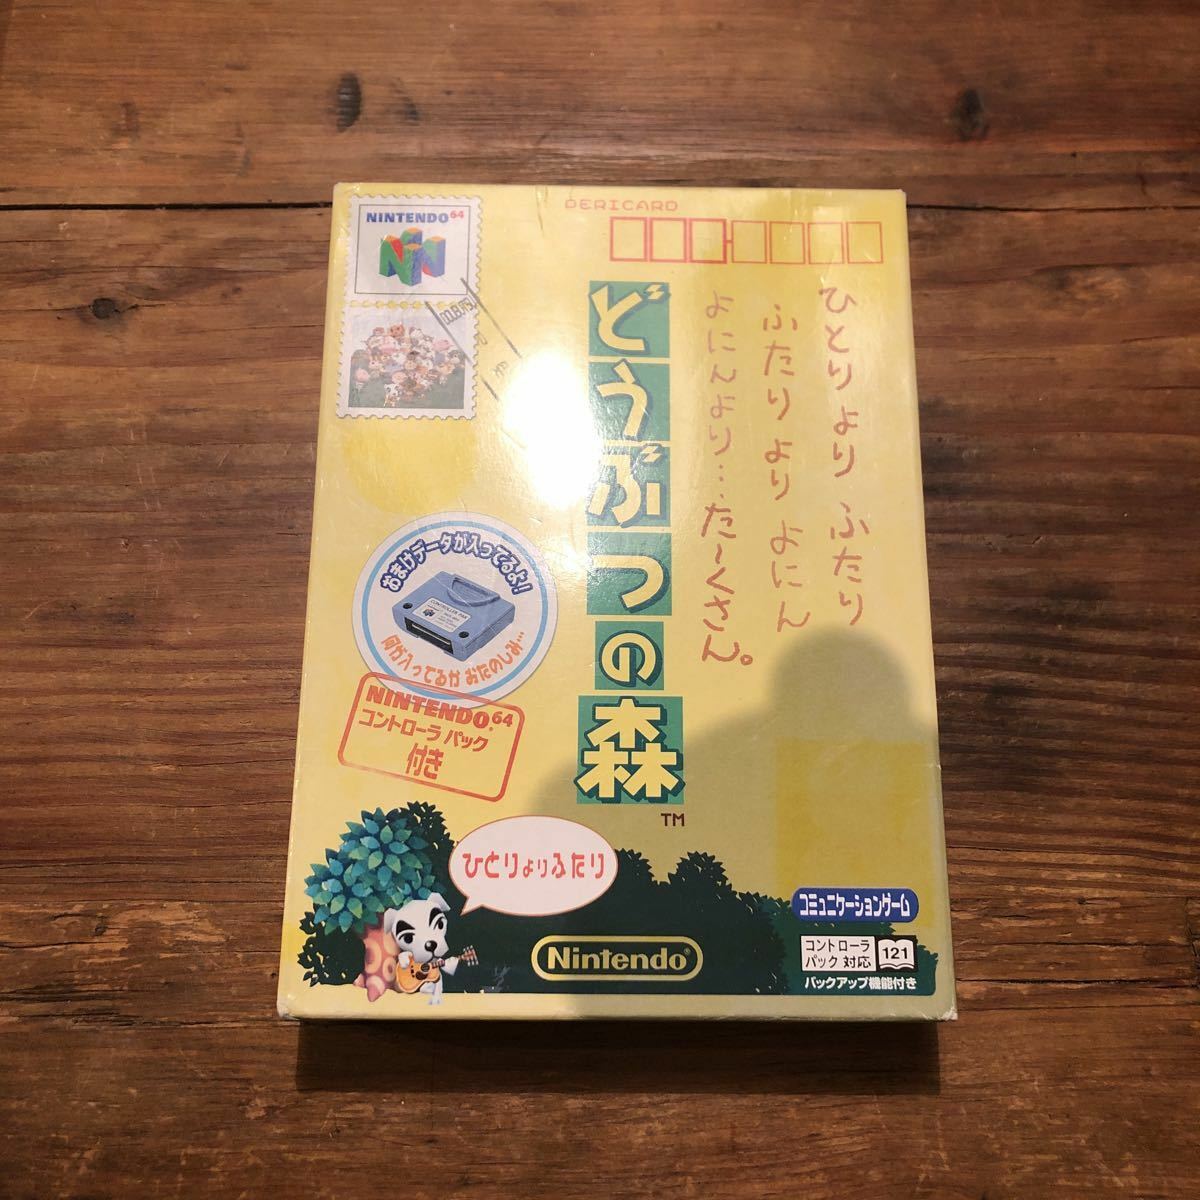 NINTENDO 64
PERICARD
どうぶつの森
TM
ひとりより ふたり
ふたりより よにん
よにんより…た〜くさん。
おまけデータが入ってるよ!
CONTROLLER PAK
何が入ってるか おたのしみ…
NINTENDO 64
コントローラ パック
付き
ひとりよりふたり
Nintendo®
コミュニケーションゲーム
コントローラ
パック 対応
121
バックアップ機能付き